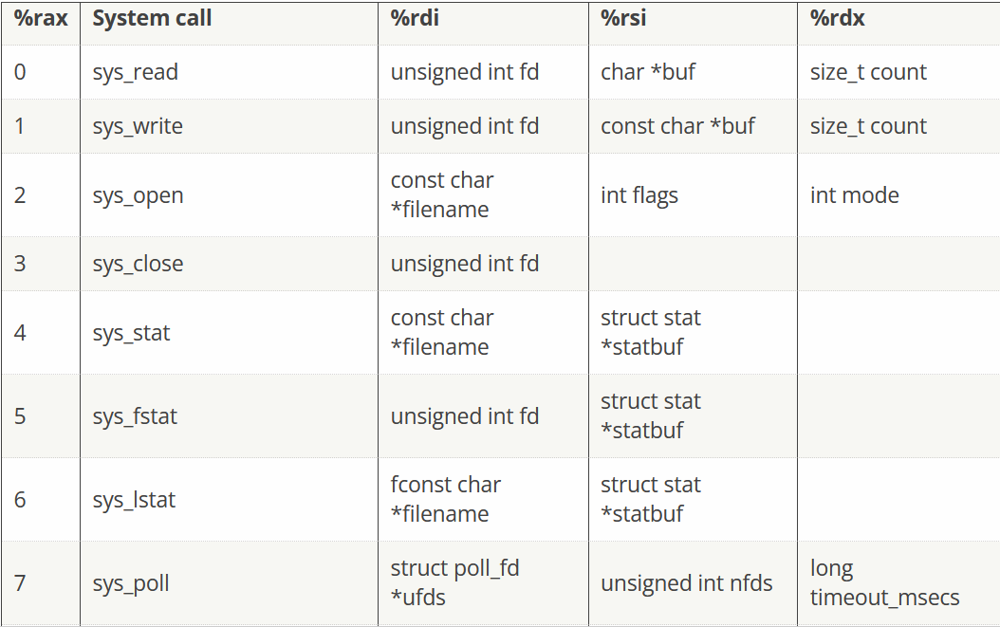 %rax System call %rdi %rsi %rdx
0 sys_read unsigned int fd char *buf size_t count
1 sys_write unsigned int fd const char *buf size_t count
2 sys_open const char *filename int flags int mode
3 sys_close unsigned int fd
4 sys_stat const char *filename struct stat *statbuf
5 sys_fstat unsigned int fd struct stat *statbuf
6 sys_lstat fconst char *filename struct stat *statbuf
7 sys_poll struct poll_fd *ufds unsigned int nfds long timeout_msecs